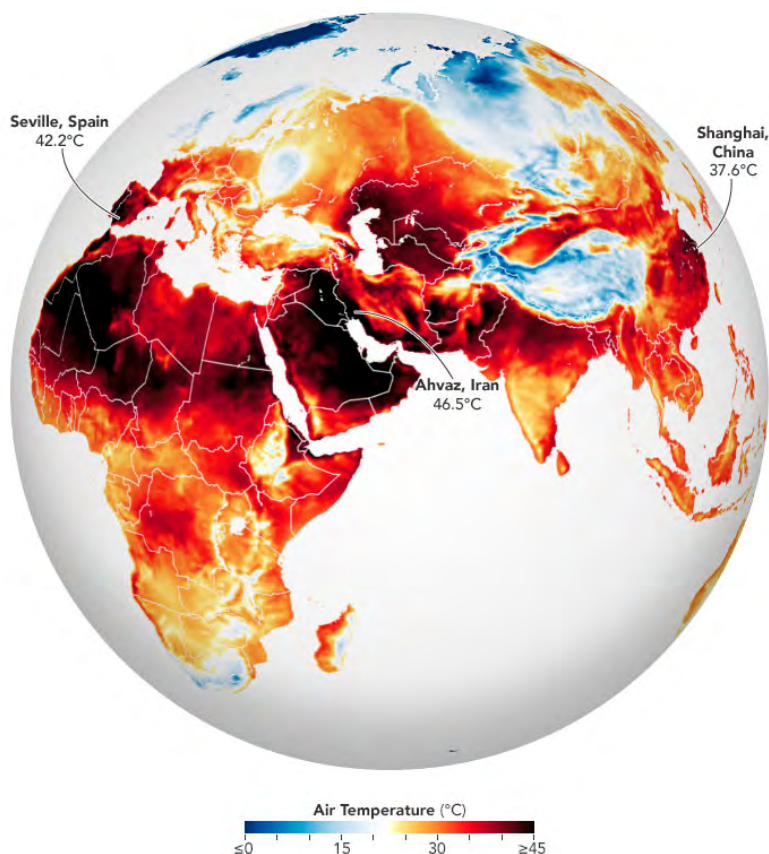 Seville, Spain
42.2°C
Shanghai,
China
37.6°C
Ahvaz, Iran
46.5°C
Air Temperature (°C)
≤0 15 30 ≥45